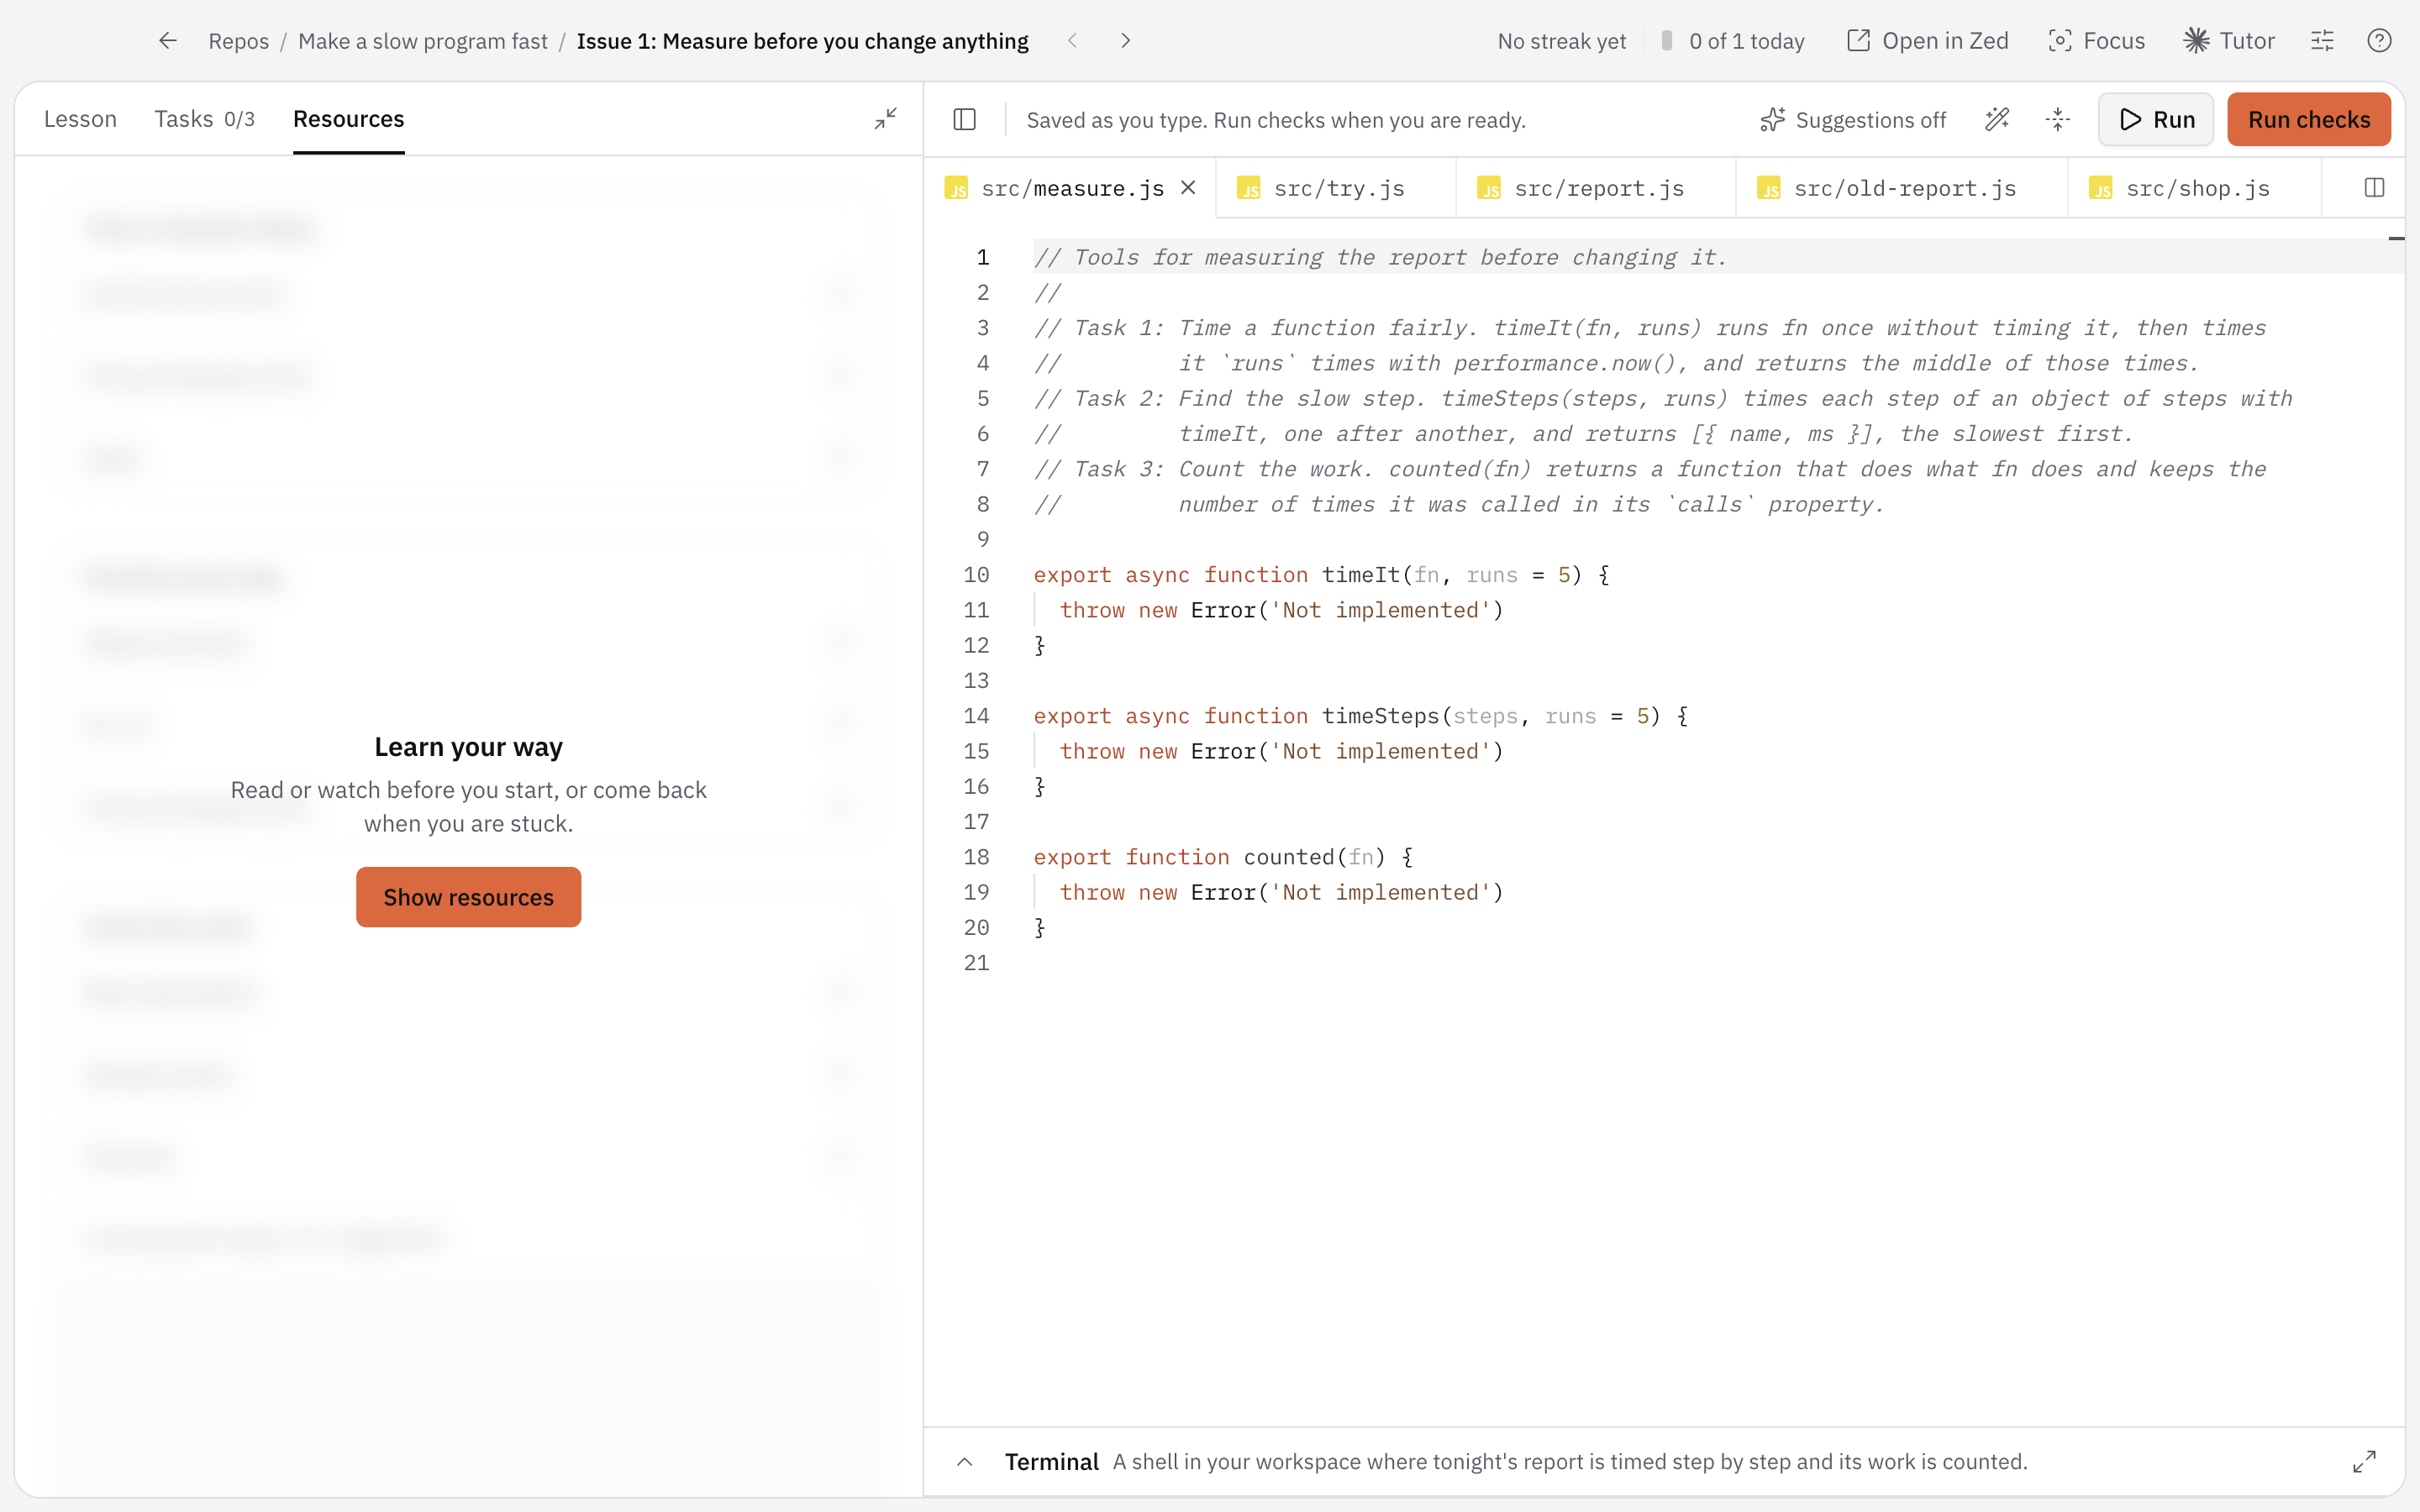 Repos / Make a slow program fast / Issue 1: Measure before you change anything
No streak yet
0 of 1 today
Open in Zed
Focus
Tutor
Lesson
Tasks 0/3
Resources
Learn your way
Read or watch before you start, or come back
when you are stuck.
Show resources
Saved as you type. Run checks when you are ready.
Suggestions off
Run
Run checks
JS src/measure.js
JS src/try.js
JS src/report.js
JS src/old-report.js
JS src/shop.js
1 // Tools for measuring the report before changing it.
2 //
3 // Task 1: Time a function fairly. timeIt(fn, runs) runs fn once without timing it, then times
4 //         it `runs` times with performance.now(), and returns the middle of those times.
5 // Task 2: Find the slow step. timeSteps(steps, runs) times each step of an object of steps with
6 //         timeIt, one after another, and returns [{ name, ms }], the slowest first.
7 // Task 3: Count the work. counted(fn) returns a function that does what fn does and keeps the
8 //         number of times it was called in its `calls` property.
9
10 export async function timeIt(fn, runs = 5) {
11   throw new Error('Not implemented')
12 }
13
14 export async function timeSteps(steps, runs = 5) {
15   throw new Error('Not implemented')
16 }
17
18 export function counted(fn) {
19   throw new Error('Not implemented')
20 }
21
Terminal A shell in your workspace where tonight's report is timed step by step and its work is counted.